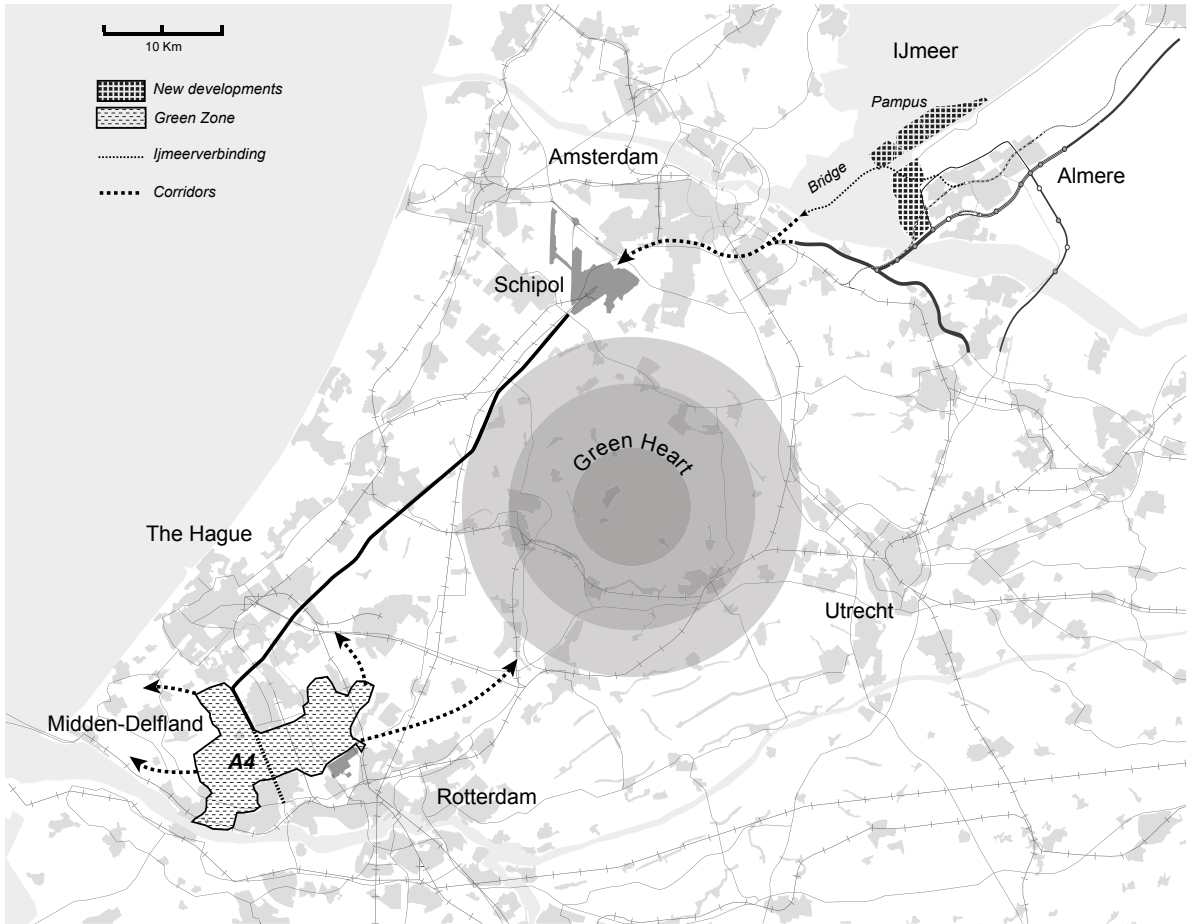 10 Km
New developments
Green Zone
Ijmeerverbinding
Corridors
IJmeer
Pampus
Amsterdam
Bridge
Almere
Schipol
Green Heart
The Hague
Utrecht
Midden-Delfland
A4
Rotterdam